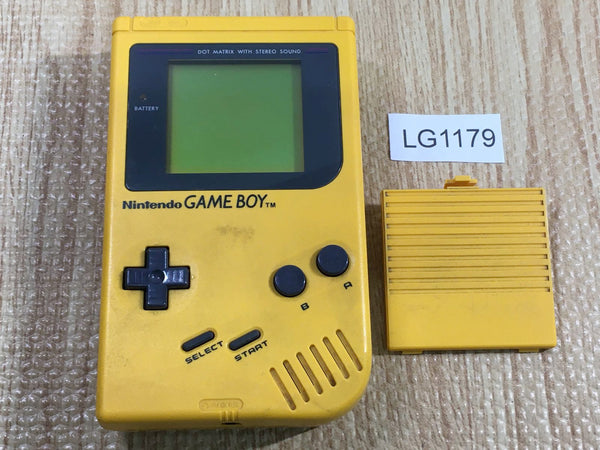 DOT MATRIX WITH STEREO SOUND
BATTERY
LG1179
Nintendo GAME BOY™
B
A
SELECT
START